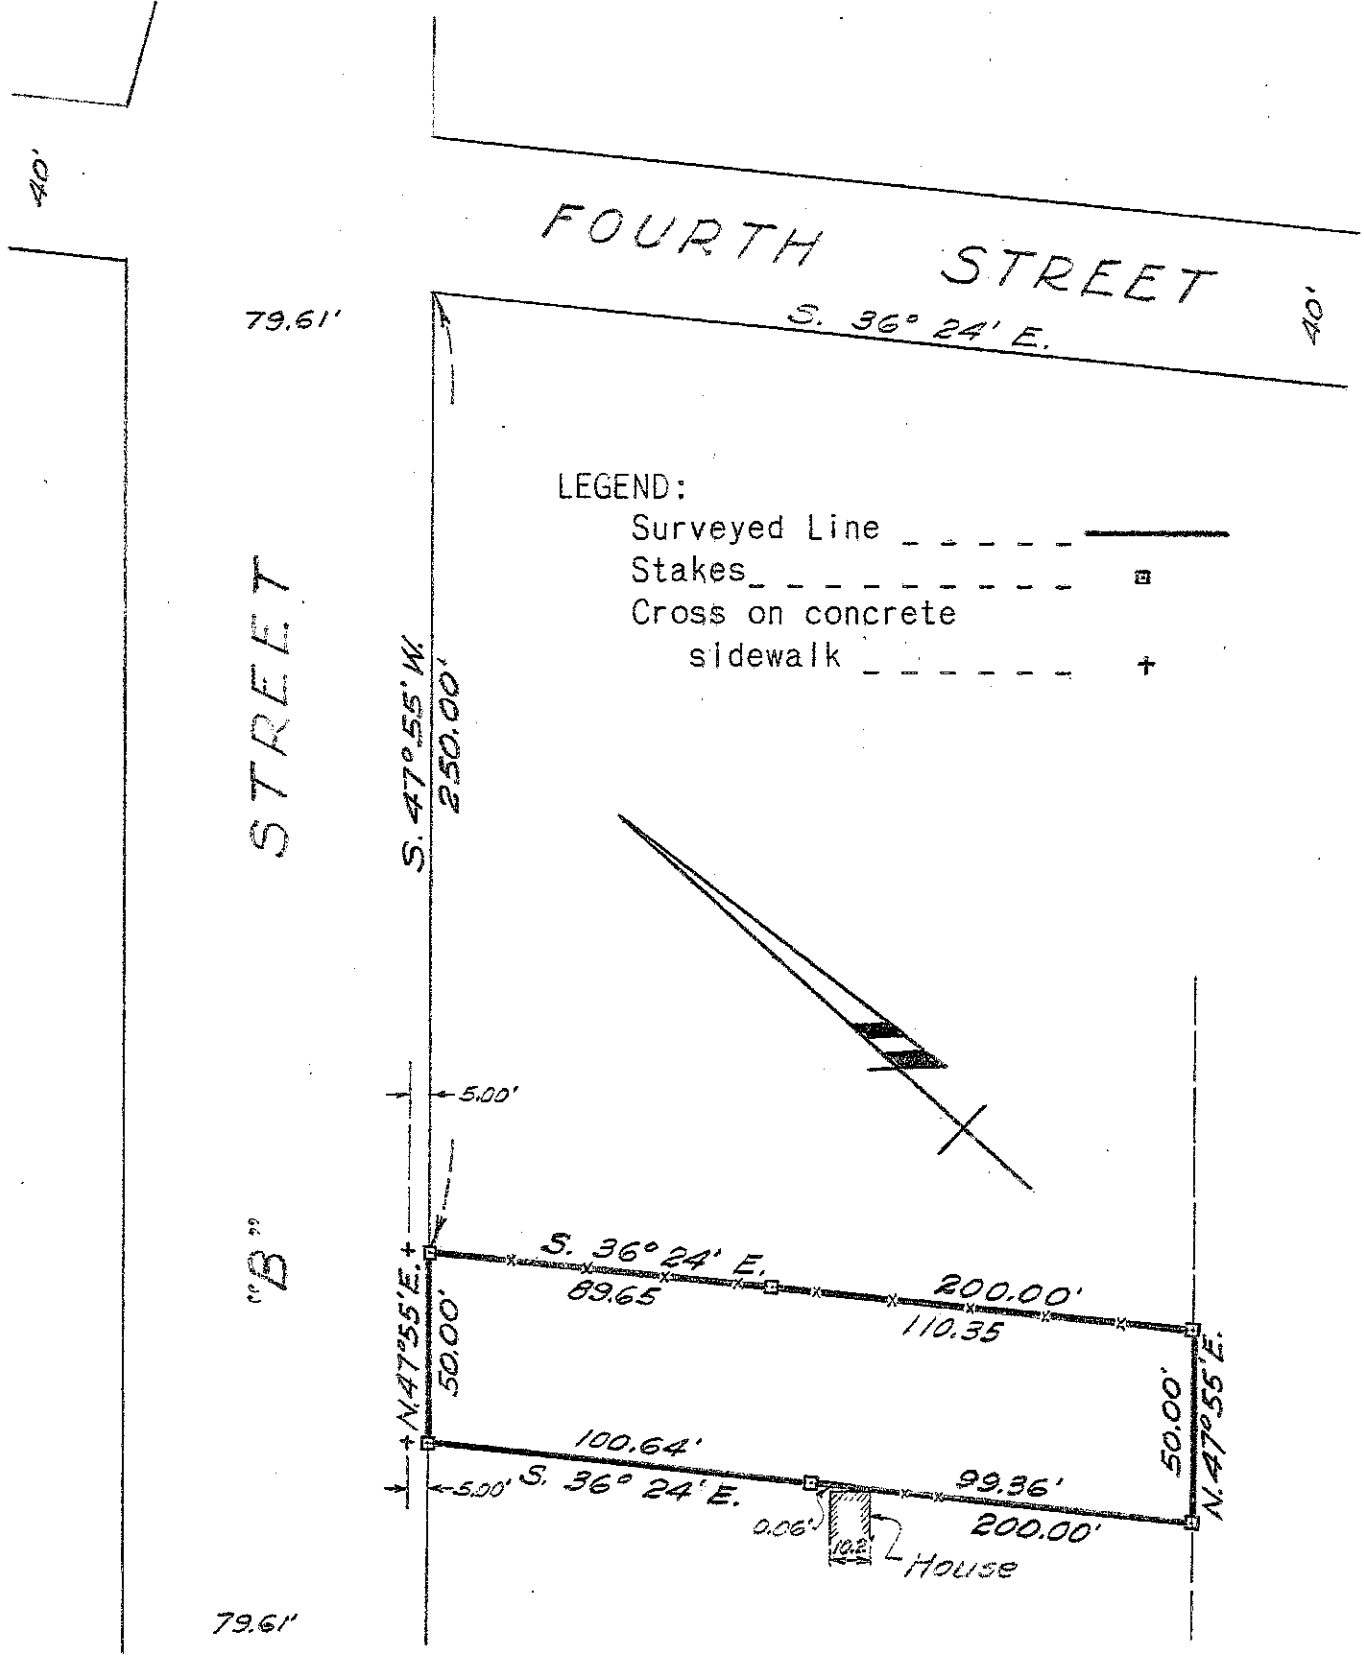 40'
FOURTH STREET
40'
79.61'
S. 36° 24' E.
LEGEND:
Surveyed Line
Stakes
Cross on concrete
sidewalk
"B" STREET
S. 47° 55' W.
250.00'
5.00'
S. 36° 24' E.
89.65
200.00'
110.35
N. 47° 55' E.
50.00'
50.00'
N. 47° 55' E.
100.64'
S. 36° 24' E.
5.00'
99.36'
200.00'
0.06'
10.2'
House
79.61'